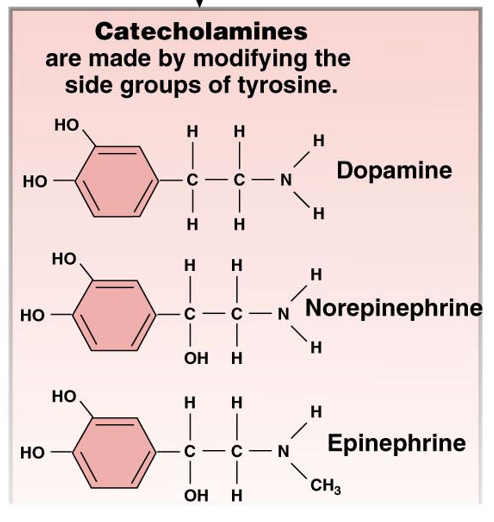 Catecholamines
are made by modifying the
side groups of tyrosine.
HO
H H
H
HO C C N Dopamine
H
H H
HO
H H
H
HO C C N Norepinephrine
H
OH H
HO
H H
H
HO C C N Epinephrine
CH3
OH H